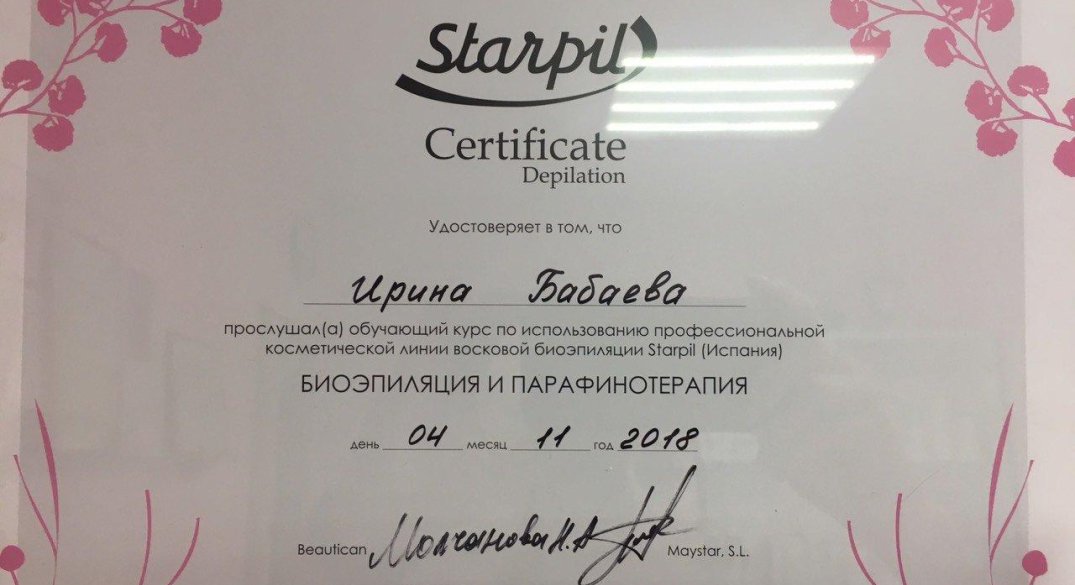 Starpil
Certificate
Depilation
Удостоверяет в том, что
Ирина Бабаева
прослушал(а) обучающий курс по использованию профессиональной
косметической линии восковой биоэпиляции Starpil (Испания)
БИОЭПИЛЯЦИЯ И ПАРАФИНОТЕРАПИЯ
день 04 месяц 11 год 2018
Beautican Молчанова Н.А Maystar, S.L.